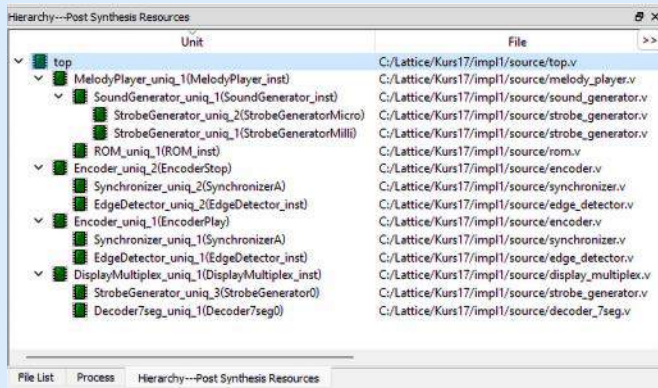 Hierarchy---Post Synthesis Resources
Unit File >>
top C:/Lattice/Kurs17/impl1/source/top.v
MelodyPlayer_uniq_1(MelodyPlayer_inst) C:/Lattice/Kurs17/impl1/source/melody_player.v
SoundGenerator_uniq_1(SoundGenerator_inst) C:/Lattice/Kurs17/impl1/source/sound_generator.v
StrobeGenerator_uniq_2(StrobeGeneratorMicro) C:/Lattice/Kurs17/impl1/source/strobe_generator.v
StrobeGenerator_uniq_1(StrobeGeneratorMilli) C:/Lattice/Kurs17/impl1/source/strobe_generator.v
ROM_uniq_1(ROM_inst) C:/Lattice/Kurs17/impl1/source/rom.v
Encoder_uniq_2(EncoderStop) C:/Lattice/Kurs17/impl1/source/encoder.v
Synchronizer_uniq_2(SynchronizerA) C:/Lattice/Kurs17/impl1/source/synchronizer.v
EdgeDetector_uniq_2(EdgeDetector_inst) C:/Lattice/Kurs17/impl1/source/edge_detector.v
Encoder_uniq_1(EncoderPlay) C:/Lattice/Kurs17/impl1/source/encoder.v
Synchronizer_uniq_1(SynchronizerA) C:/Lattice/Kurs17/impl1/source/synchronizer.v
EdgeDetector_uniq_1(EdgeDetector_inst) C:/Lattice/Kurs17/impl1/source/edge_detector.v
DisplayMultiplex_uniq_1(DisplayMultiplex_inst) C:/Lattice/Kurs17/impl1/source/display_multiplex.v
StrobeGenerator_uniq_3(StrobeGenerator0) C:/Lattice/Kurs17/impl1/source/strobe_generator.v
Decoder7seg_uniq_1(Decoder7seg0) C:/Lattice/Kurs17/impl1/source/decoder_7seg.v
File List Process Hierarchy---Post Synthesis Resources